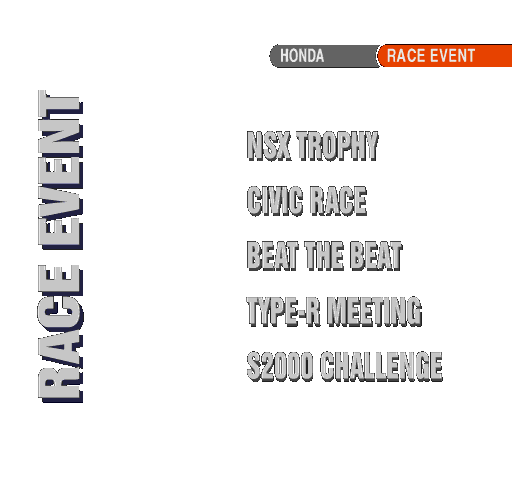 HONDA
RACE EVENT
RACE EVENT
NSX TROPHY
CIVIC RACE
BEAT THE BEAT
TYPE-R MEETING
S2000 CHALLENGE